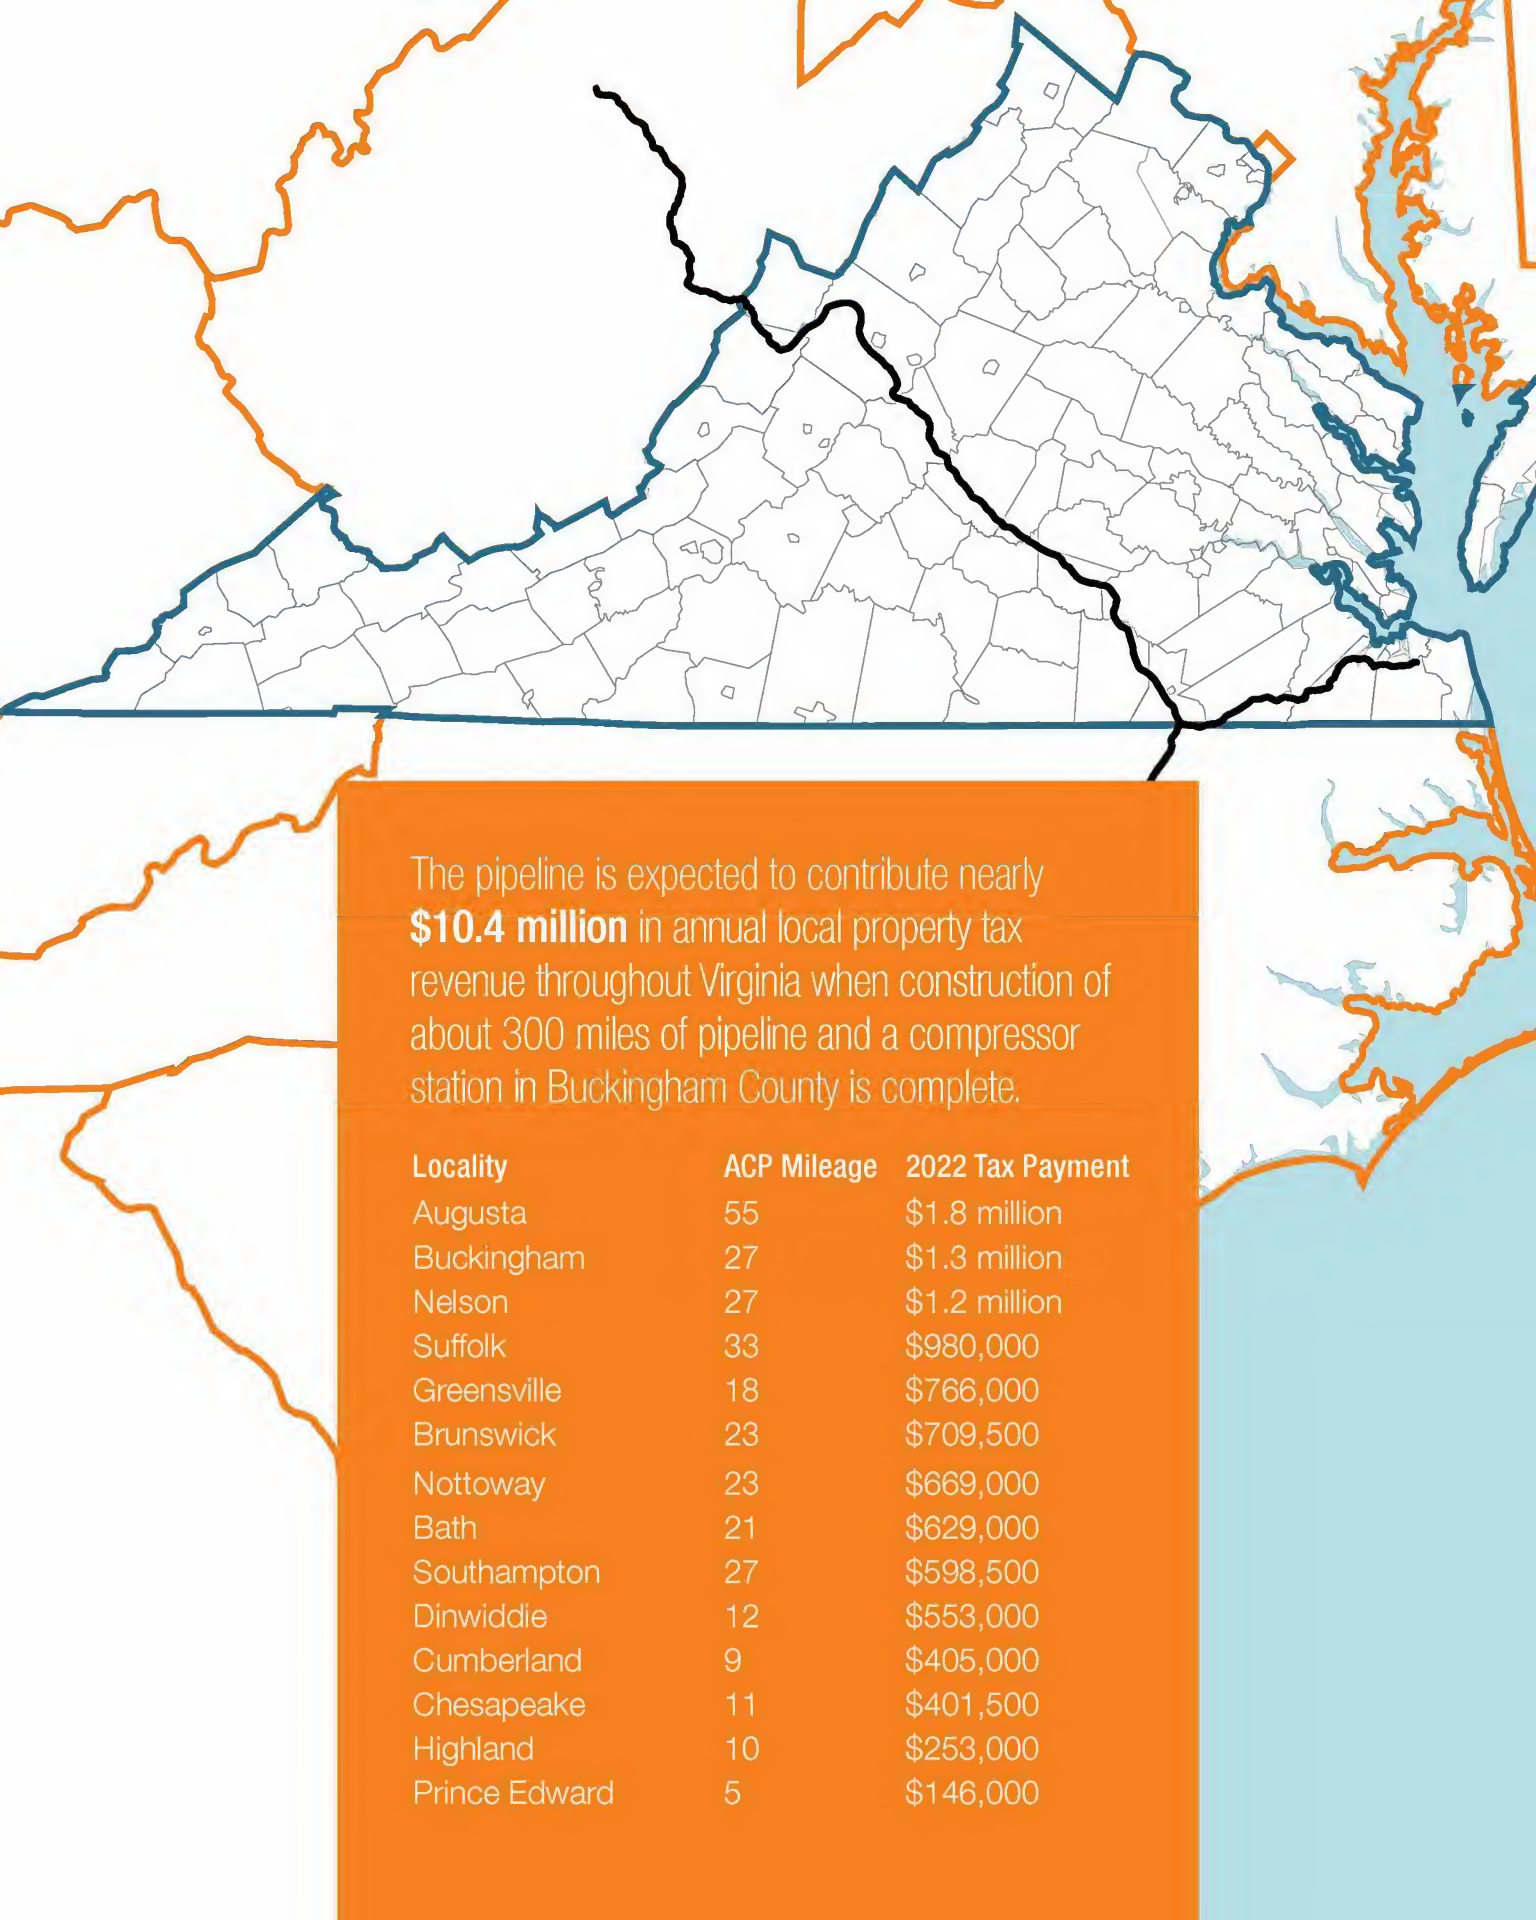 The pipeline is expected to contribute nearly
$10.4 million in annual local property tax
revenue throughout Virginia when construction of
about 300 miles of pipeline and a compressor
station in Buckingham County is complete.
Locality ACP Mileage 2022 Tax Payment
Augusta 55 $1.8 million
Buckingham 27 $1.3 million
Nelson 27 $1.2 million
Suffolk 33 $980,000
Greensville 18 $766,000
Brunswick 23 $709,500
Nottoway 23 $669,000
Bath 21 $629,000
Southampton 27 $598,500
Dinwiddie 12 $553,000
Cumberland 9 $405,000
Chesapeake 11 $401,500
Highland 10 $253,000
Prince Edward 5 $146,000